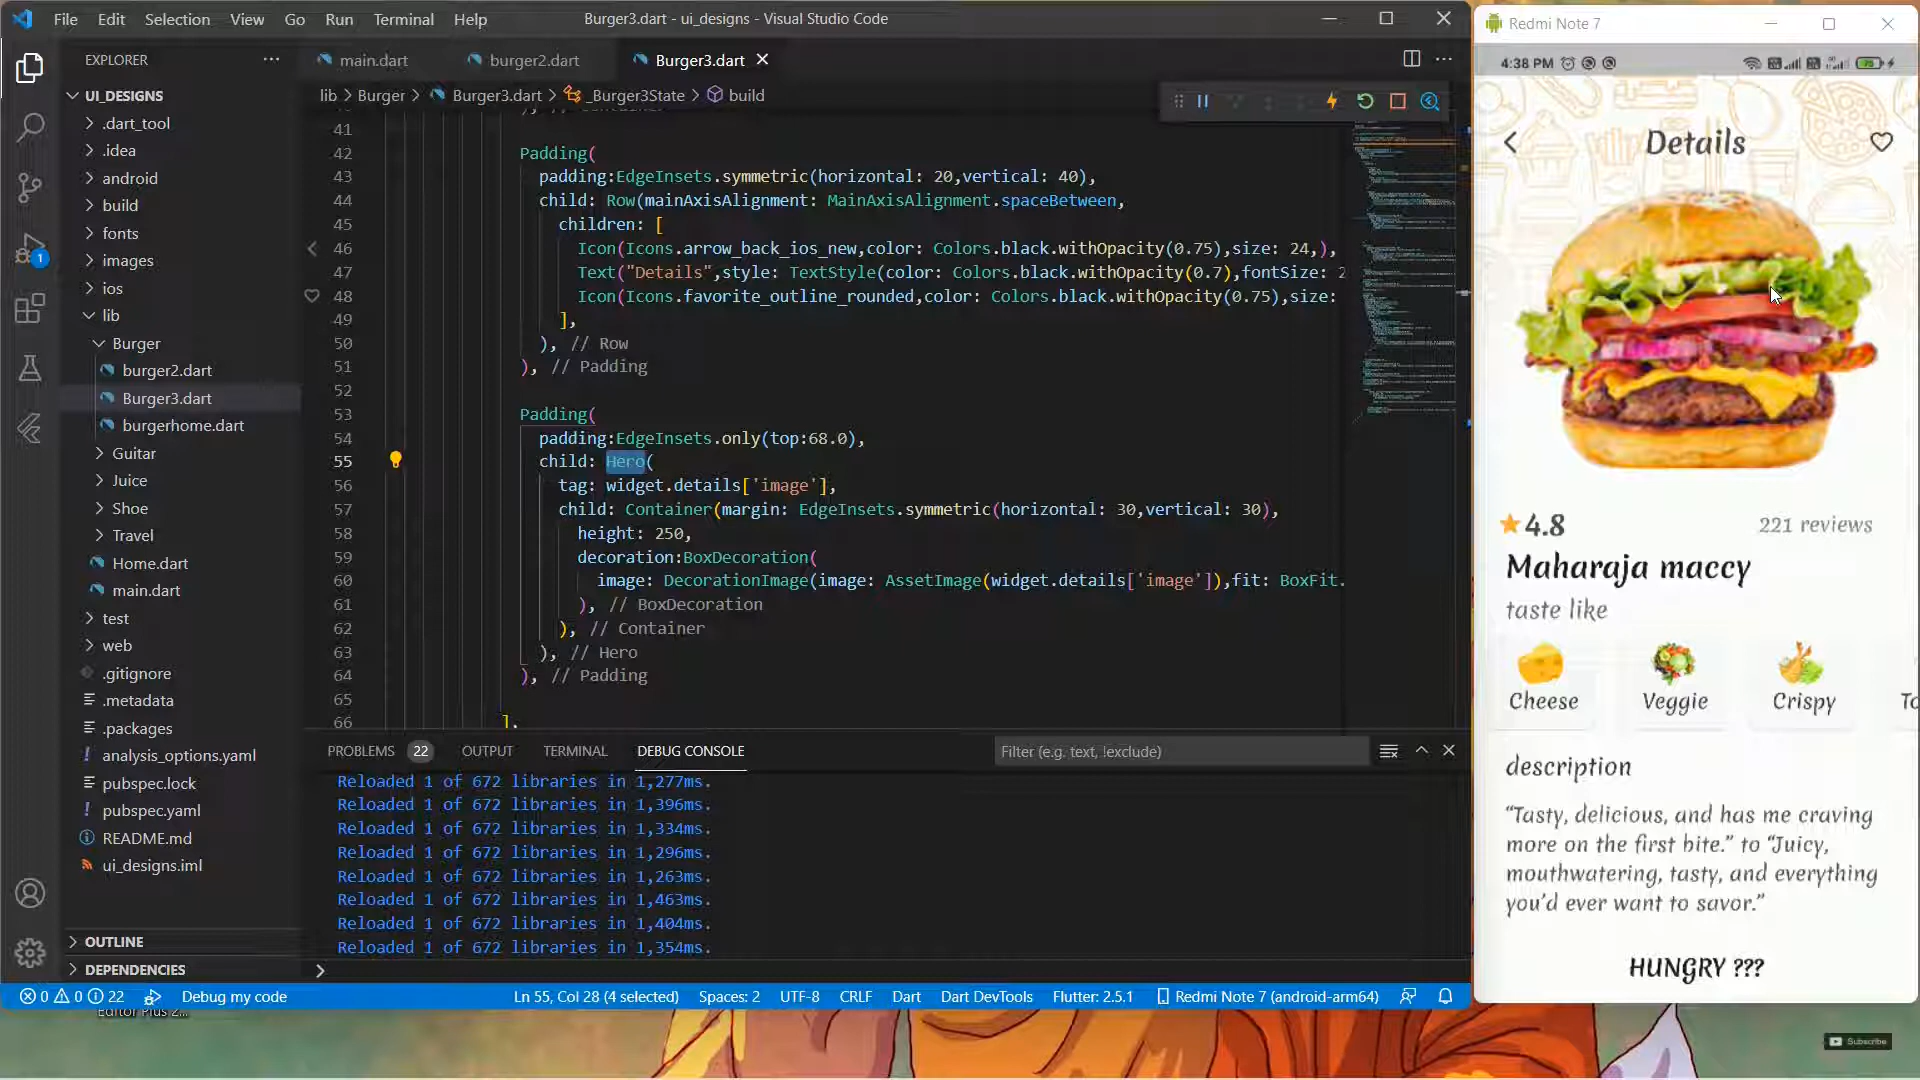 File Edit Selection View Go Run Terminal Help
Burger3.dart - ui_designs - Visual Studio Code
EXPLORER
UI_DESIGNS
.dart_tool
.idea
android
build
fonts
images
ios
lib
Burger
burger2.dart
Burger3.dart
burgerhome.dart
Guitar
Juice
Shoe
Travel
Home.dart
main.dart
test
web
.gitignore
.metadata
.packages
analysis_options.yaml
pubspec.lock
pubspec.yaml
README.md
ui_designs.iml
OUTLINE
DEPENDENCIES
1
main.dart burger2.dart Burger3.dart
lib > Burger > Burger3.dart > _Burger3State > build
41
42 Padding(
43 padding:EdgeInsets.symmetric(horizontal: 20,vertical: 40),
44 child: Row(mainAxisAlignment: MainAxisAlignment.spaceBetween,
45 children: [
46 Icon(Icons.arrow_back_ios_new,color: Colors.black.withOpacity(0.75),size: 24,),
47 Text("Details",style: TextStyle(color: Colors.black.withOpacity(0.7),fontSize: 2
48 Icon(Icons.favorite_outline_rounded,color: Colors.black.withOpacity(0.75),size:
49 ],
50 ), // Row
51 ), // Padding
52
53 Padding(
54 padding:EdgeInsets.only(top:68.0),
55 child: Hero(
56 tag: widget.details['image'],
57 child: Container(margin: EdgeInsets.symmetric(horizontal: 30,vertical: 30),
58 height: 250,
59 decoration:BoxDecoration(
60 image: DecorationImage(image: AssetImage(widget.details['image']),fit: BoxFit.
61 ), // BoxDecoration
62 ), // Container
63 ), // Hero
64 ), // Padding
65
66 ],
PROBLEMS 22 OUTPUT TERMINAL DEBUG CONSOLE
Filter (e.g. text, !exclude)
Reloaded 1 of 672 libraries in 1,277ms.
Reloaded 1 of 672 libraries in 1,396ms.
Reloaded 1 of 672 libraries in 1,334ms.
Reloaded 1 of 672 libraries in 1,296ms.
Reloaded 1 of 672 libraries in 1,263ms.
Reloaded 1 of 672 libraries in 1,463ms.
Reloaded 1 of 672 libraries in 1,404ms.
Reloaded 1 of 672 libraries in 1,354ms.
0 0 22 Debug my code Ln 55, Col 28 (4 selected) Spaces: 2 UTF-8 CRLF Dart Dart DevTools Flutter: 2.5.1 Redmi Note 7 (android-arm64)
Editor Plus 2...
Redmi Note 7
4:38 PM
Details
4.8 221 reviews
Maharaja maccy
taste like
Cheese Veggie Crispy To
description
“Tasty, delicious, and has me craving
more on the first bite.” to “Juicy,
mouthwatering, tasty, and everything
you’d ever want to savor.”
HUNGRY ???
Subscribe